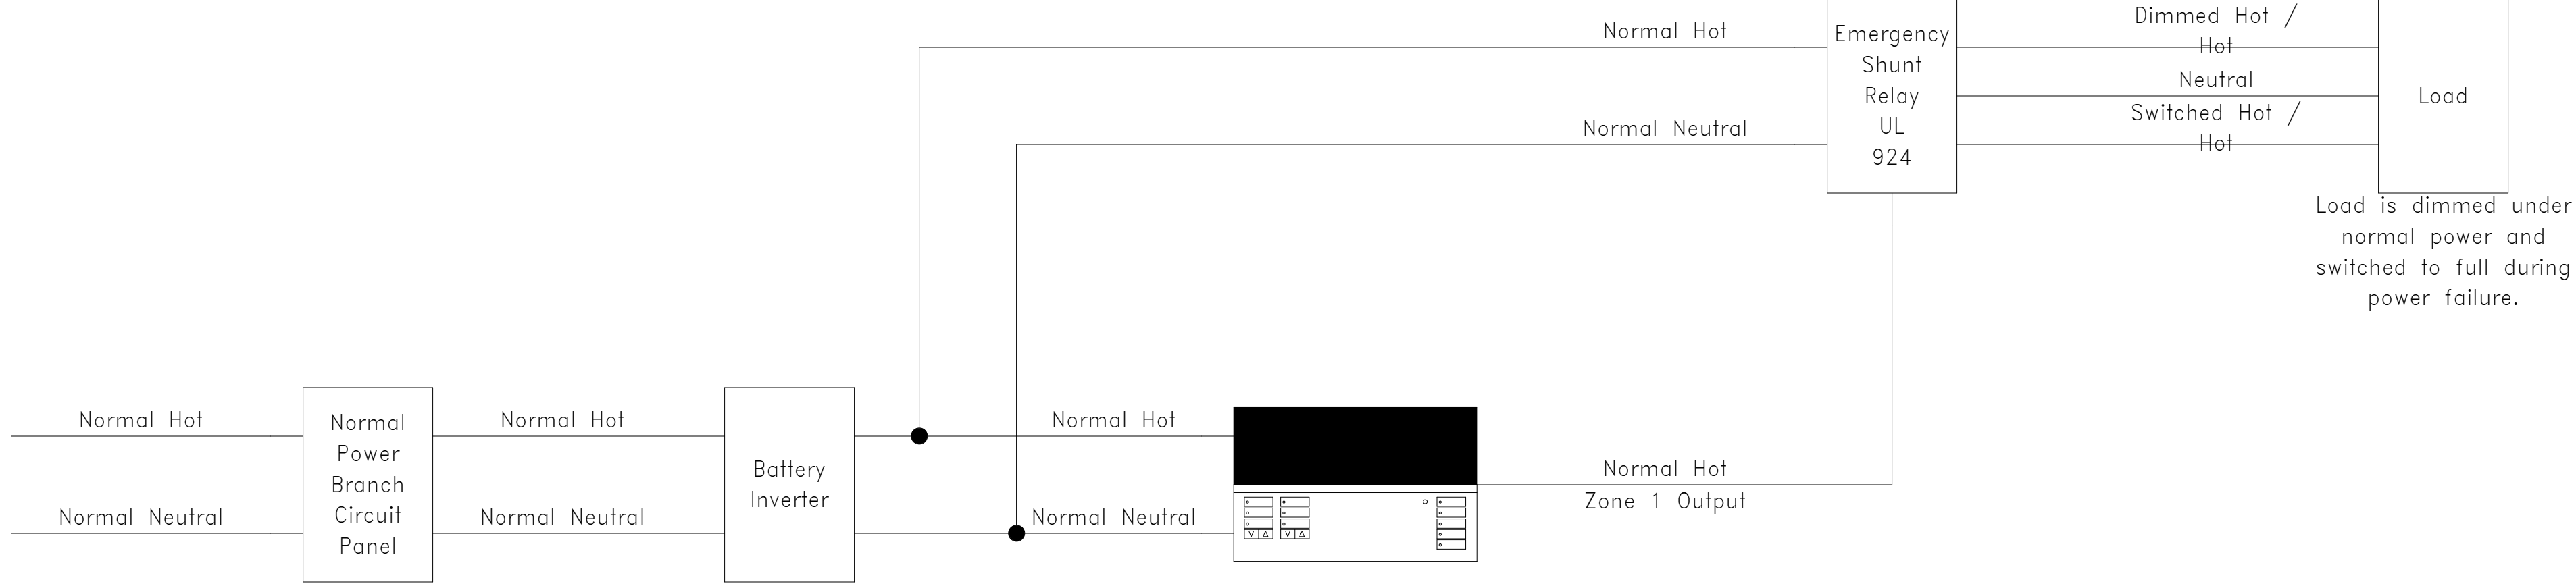 Normal Hot
Normal Neutral
Emergency
Shunt
Relay
UL
924
Dimmed Hot /
Hot
Neutral
Switched Hot /
Hot
Load
Load is dimmed under
normal power and
switched to full during
power failure.
Normal Hot
Normal Neutral
Normal
Power
Branch
Circuit
Panel
Normal Hot
Normal Neutral
Battery
Inverter
Normal Hot
Normal Neutral
Normal Hot
Zone 1 Output